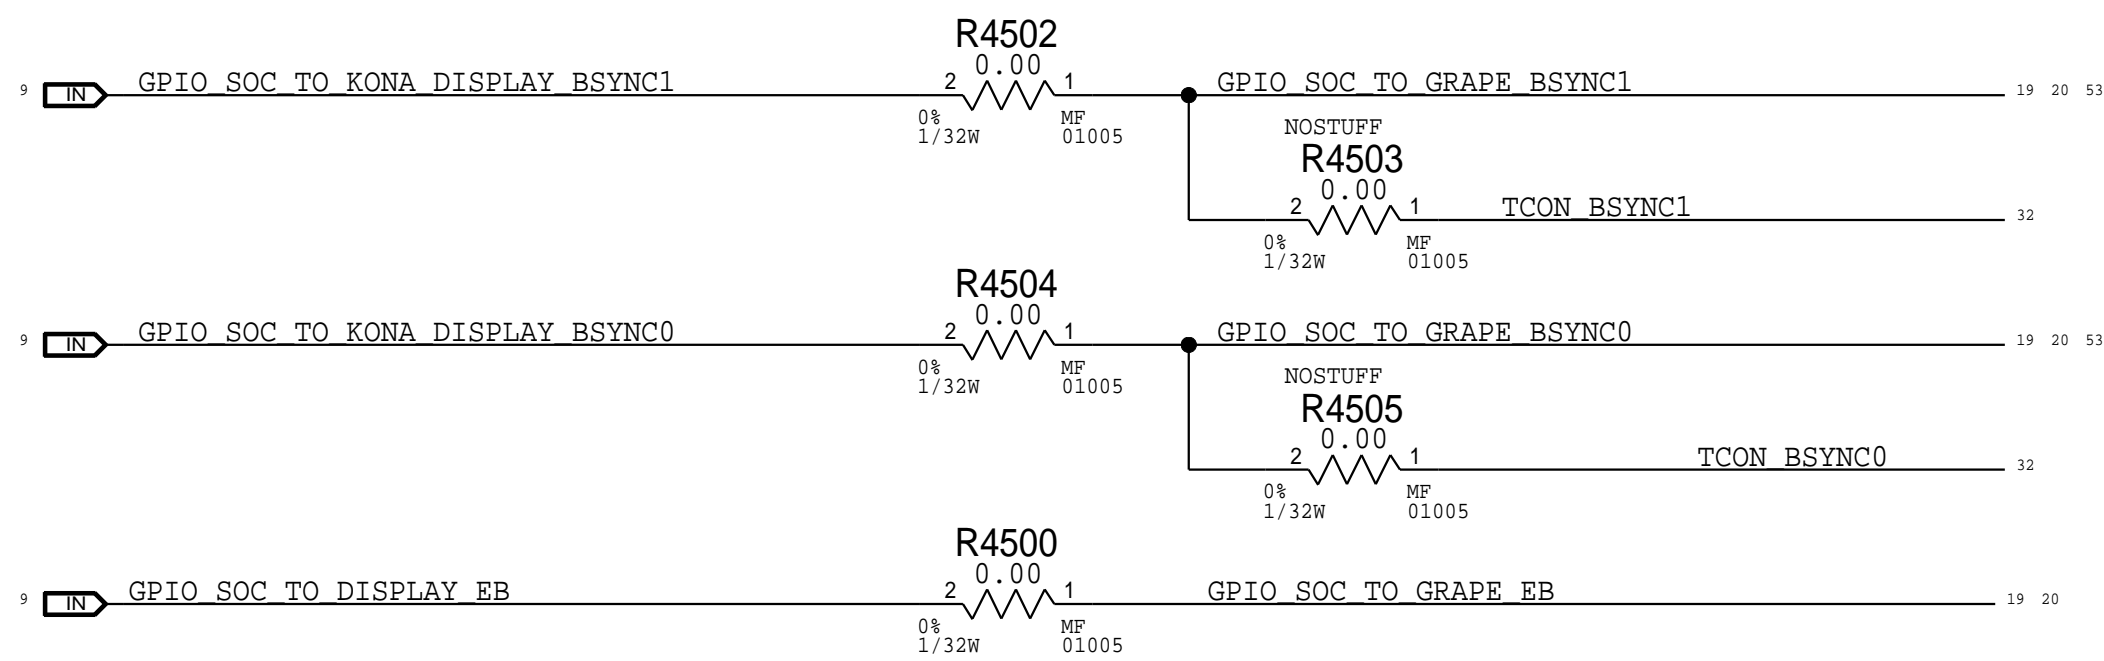 R4502
0.00
9 IN GPIO_SOC_TO_KONA_DISPLAY_BSYNC1 2 1 GPIO_SOC_TO_GRAPE_BSYNC1 19 20 53
0% MF
1/32W 01005
NOSTUFF
R4503
0.00
2 1 TCON_BSYNC1 32
0% MF
1/32W 01005
R4504
0.00
9 IN GPIO_SOC_TO_KONA_DISPLAY_BSYNC0 2 1 GPIO_SOC_TO_GRAPE_BSYNC0 19 20 53
0% MF
1/32W 01005
NOSTUFF
R4505
0.00
2 1 TCON_BSYNC0 32
0% MF
1/32W 01005
R4500
0.00
9 IN GPIO_SOC_TO_DISPLAY_EB 2 1 GPIO_SOC_TO_GRAPE_EB 19 20
0% MF
1/32W 01005